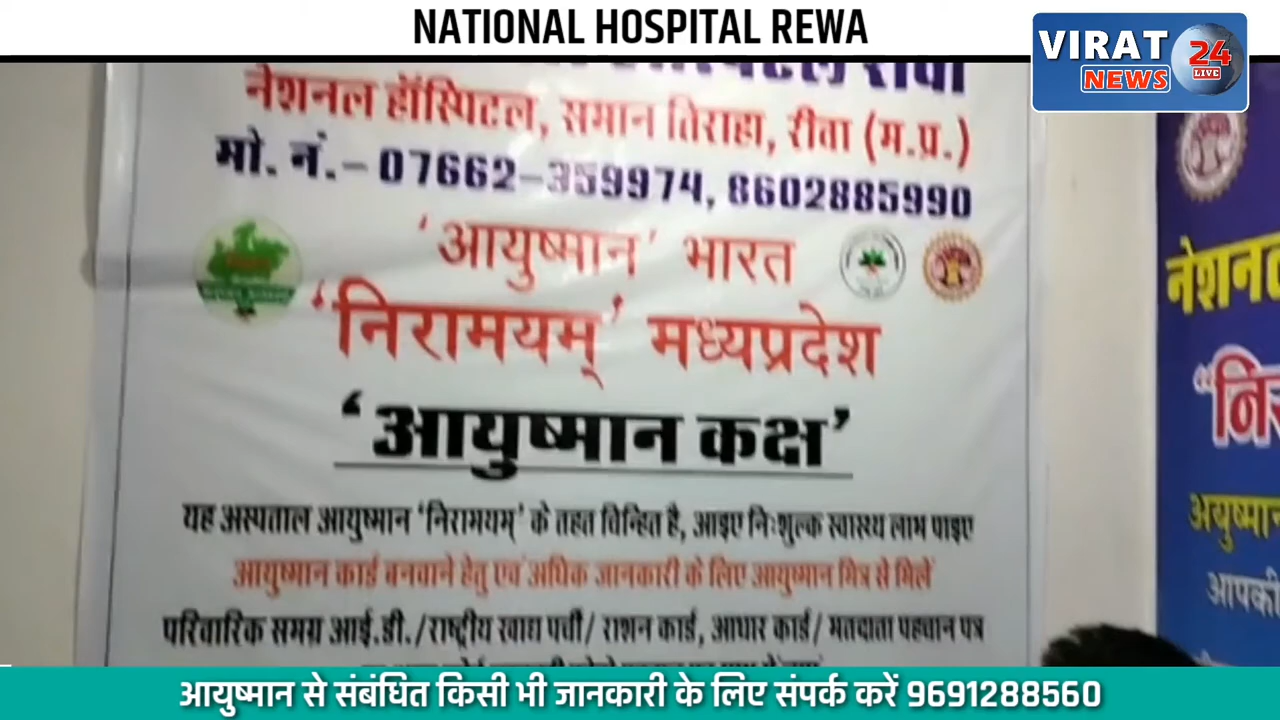 NATIONAL HOSPITAL REWA
VIRAT 24
NEWS LIVE
नेशनल हॉस्पिटल, समान तिराहा, रीवा (म.प्र.)
मो. नं.- 07662-359974, 8602885990
'आयुष्मान' भारत
'निरामयम्' मध्यप्रदेश
'आयुष्मान कक्ष'
यह अस्पताल आयुष्मान 'निरामयम्' के तहत चिन्हित है, आइए निःशुल्क स्वास्थ्य लाभ पाइए
आयुष्मान कार्ड बनवाने हेतु एवं अधिक जानकारी के लिए आयुष्मान मित्र से मिलें
परिवारिक समग्र आई.डी./राष्ट्रीय खाद्य पर्ची/ राशन कार्ड, आधार कार्ड/ मतदाता पहचान पत्र
नेशनल
अयुष्मान
आपकी
आयुष्मान से संबंधित किसी भी जानकारी के लिए संपर्क करें 9691288560